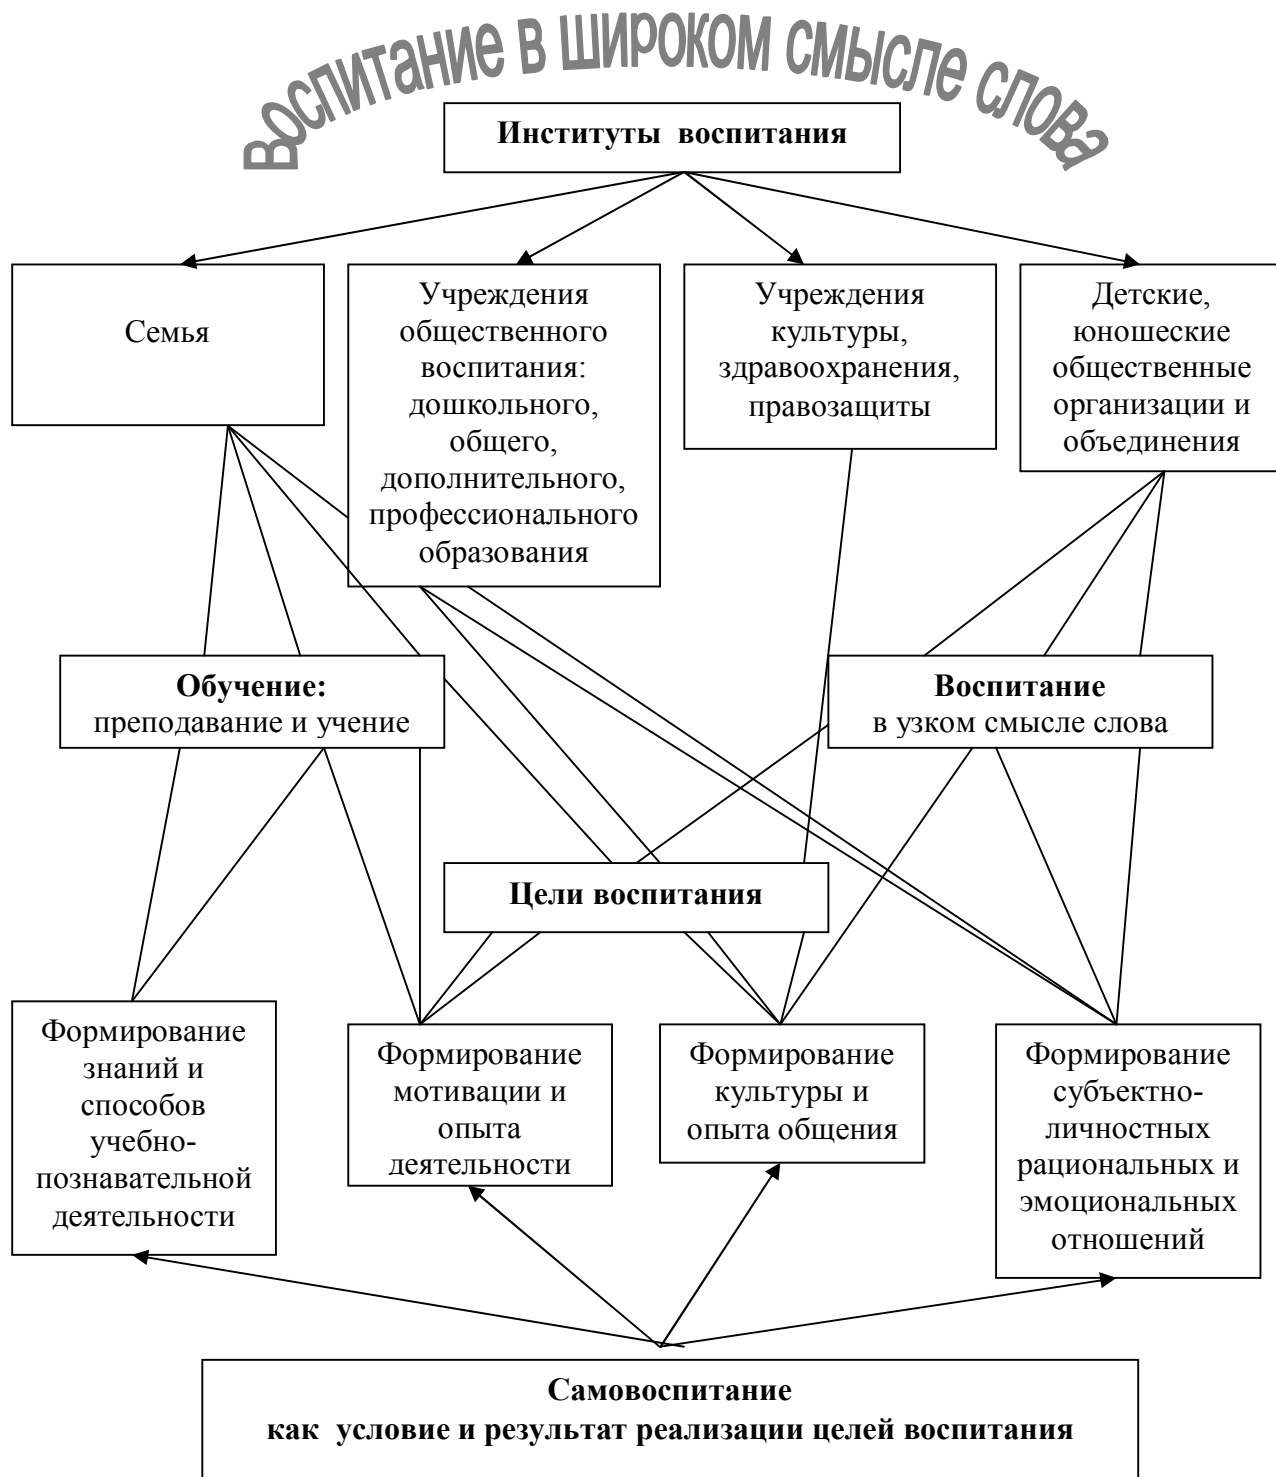 Воспитание в широком смысле слова
Институты воспитания
Семья
Учреждения
общественного
воспитания:
дошкольного,
общего,
дополнительного,
профессионального
образования
Учреждения
культуры,
здравоохранения,
правозащиты
Детские,
юношеские
общественные
организации и
объединения
Обучение:
преподавание и учение
Воспитание
в узком смысле слова
Цели воспитания
Формирование
знаний и
способов
учебно-
познавательной
деятельности
Формирование
мотивации и
опыта
деятельности
Формирование
культуры и
опыта общения
Формирование
субъектно-
личностных
рациональных и
эмоциональных
отношений
Самовоспитание
как условие и результат реализации целей воспитания